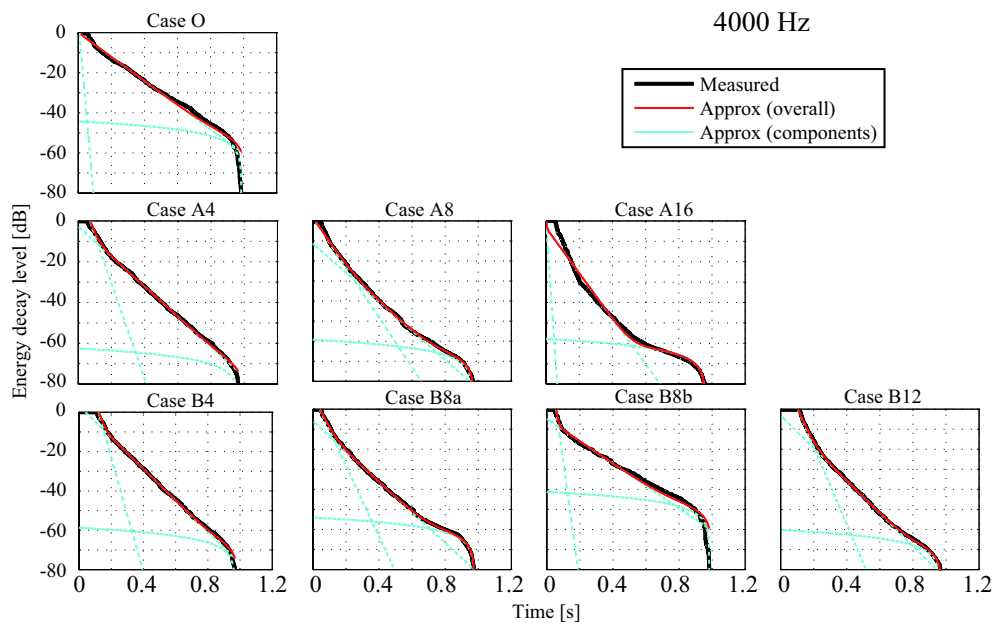 4000 Hz
Case O
Measured
Approx (overall)
Approx (components)
0
-20
-40
-60
-80
Case A4
Case A8
Case A16
0
-20
-40
-60
-80
Energy decay level [dB]
Case B4
Case B8a
Case B8b
Case B12
0
-20
-40
-60
-80
0 0.4 0.8 1.2 0 0.4 0.8 1.2 0 0.4 0.8 1.2 0 0.4 0.8 1.2
Time [s]